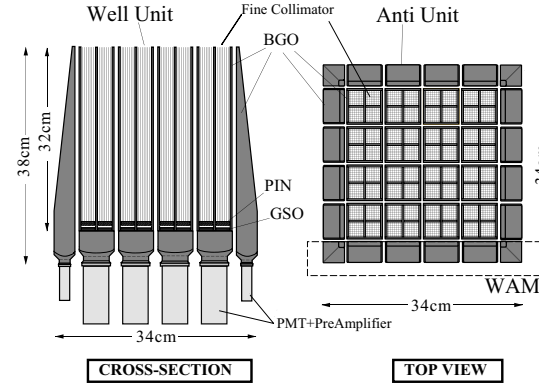 Well Unit
Fine Collimator
Anti Unit
BGO
38cm
32cm
PIN
GSO
34cm
WAM
34cm
PMT+PreAmplifier
34cm
CROSS-SECTION
TOP VIEW